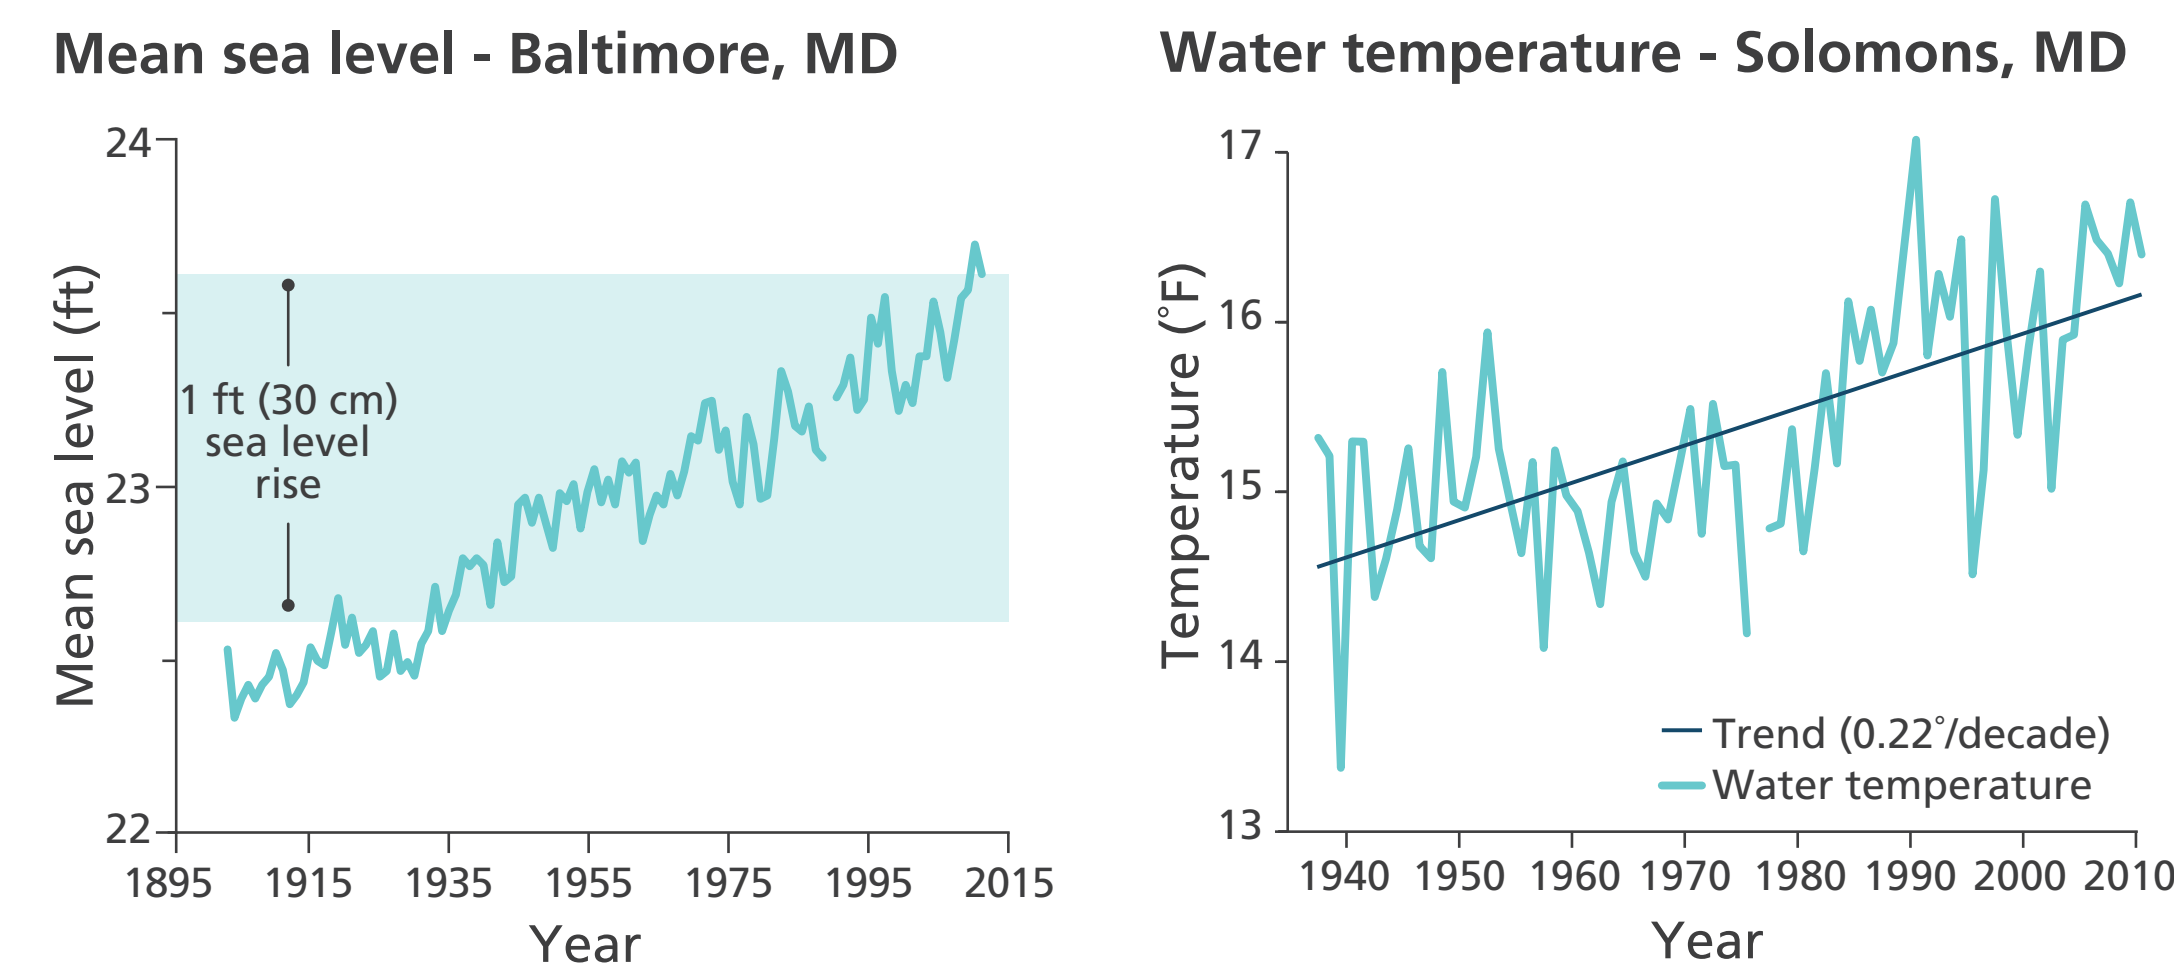 Mean sea level - Baltimore, MD
24
23
22
Mean sea level (ft)
1 ft (30 cm)
sea level
rise
1895 1915 1935 1955 1975 1995 2015
Year
Water temperature - Solomons, MD
17
16
15
14
13
Temperature (°F)
Trend (0.22°/decade)
Water temperature
1940 1950 1960 1970 1980 1990 2000 2010
Year